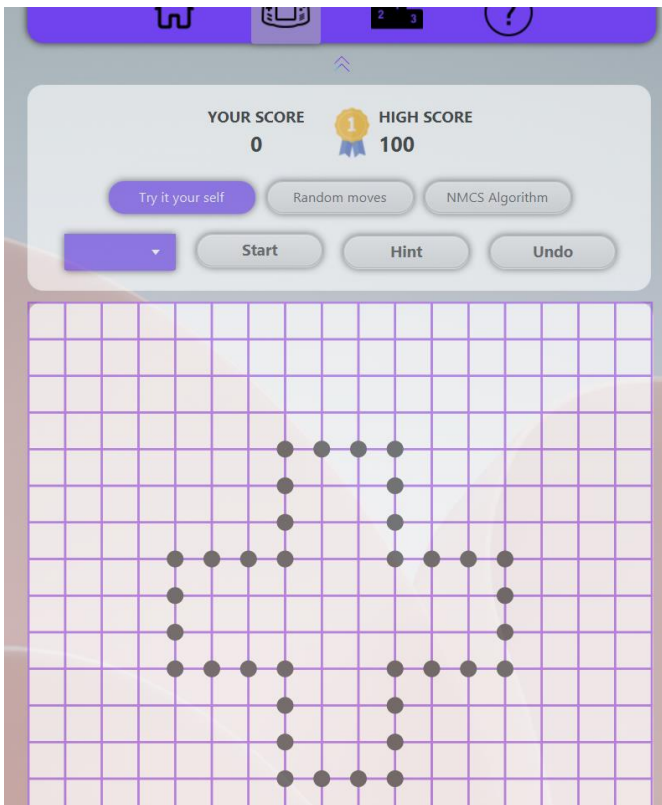 2
3
?
YOUR SCORE
0
1
HIGH SCORE
100
Try it your self
Random moves
NMCS Algorithm
Start
Hint
Undo